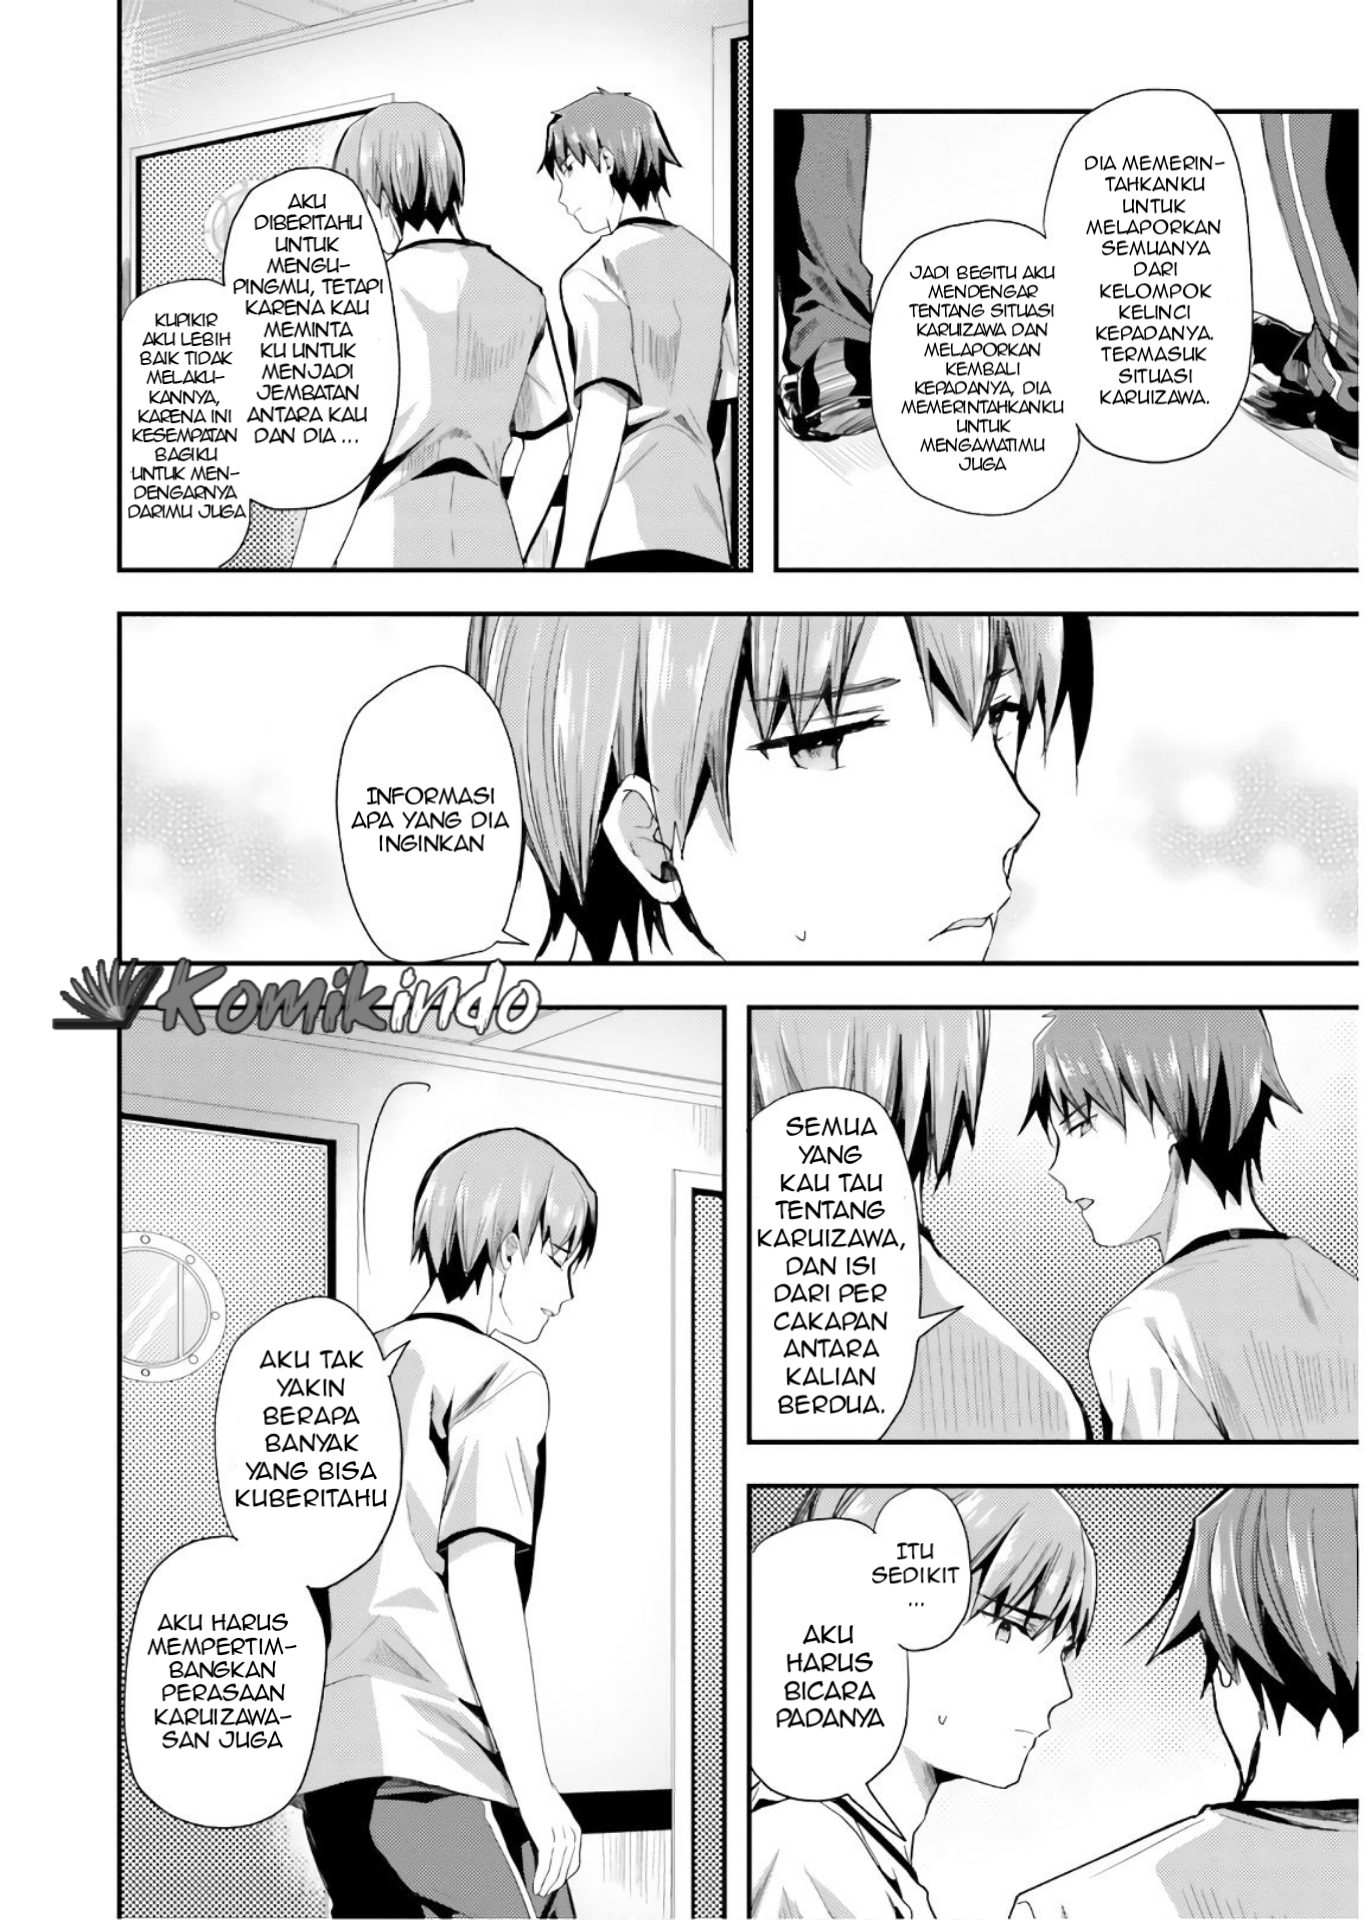 DIA MEMERIN-
TAHKANKU
UNTUK
MELAPORKAN
SEMUANYA
DARI
KELOMPOK
KELINCI
KEPADANYA.
TERMASUK
SITUASI
KARUIZAWA.
JADI BEGITU AKU
MENDENGAR
TENTANG SITUASI
KARUIZAWA DAN
MELAPORKAN
KEMBALI
KEPADANYA, DIA
MEMERINTAHKANKU
UNTUK
MENGAMATIMU
JUGA
AKU
DIBERITAHU
UNTUK
MENGU-
PINGMU, TETAPI
KARENA KAU
MEMINTA
KU UNTUK
MENJADI
JEMBATAN
ANTARA KAU
DAN DIA ...
KUPIKIR
AKU LEBIH
BAIK TIDAK
MELAKU-
KANNYA,
KARENA INI
KESEMPATAN
BAGIKU
UNTUK MEN-
DENGARNYA
DARIMU JUGA
INFORMASI
APA YANG DIA
INGINKAN
Komikindo
SEMUA
YANG
KAU TAU
TENTANG
KARUIZAWA,
DAN ISI
DARI PER
CAKAPAN
ANTARA
KALIAN
BERDUA.
ITU
SEDIKIT
...
AKU
HARUS
BICARA
PADANYA
AKU TAK
YAKIN
BERAPA
BANYAK
YANG BISA
KUBERITAHU
AKU HARUS
MEMPERTIM-
BANGKAN
PERASAAN
KARUIZAWA-
SAN JUGA